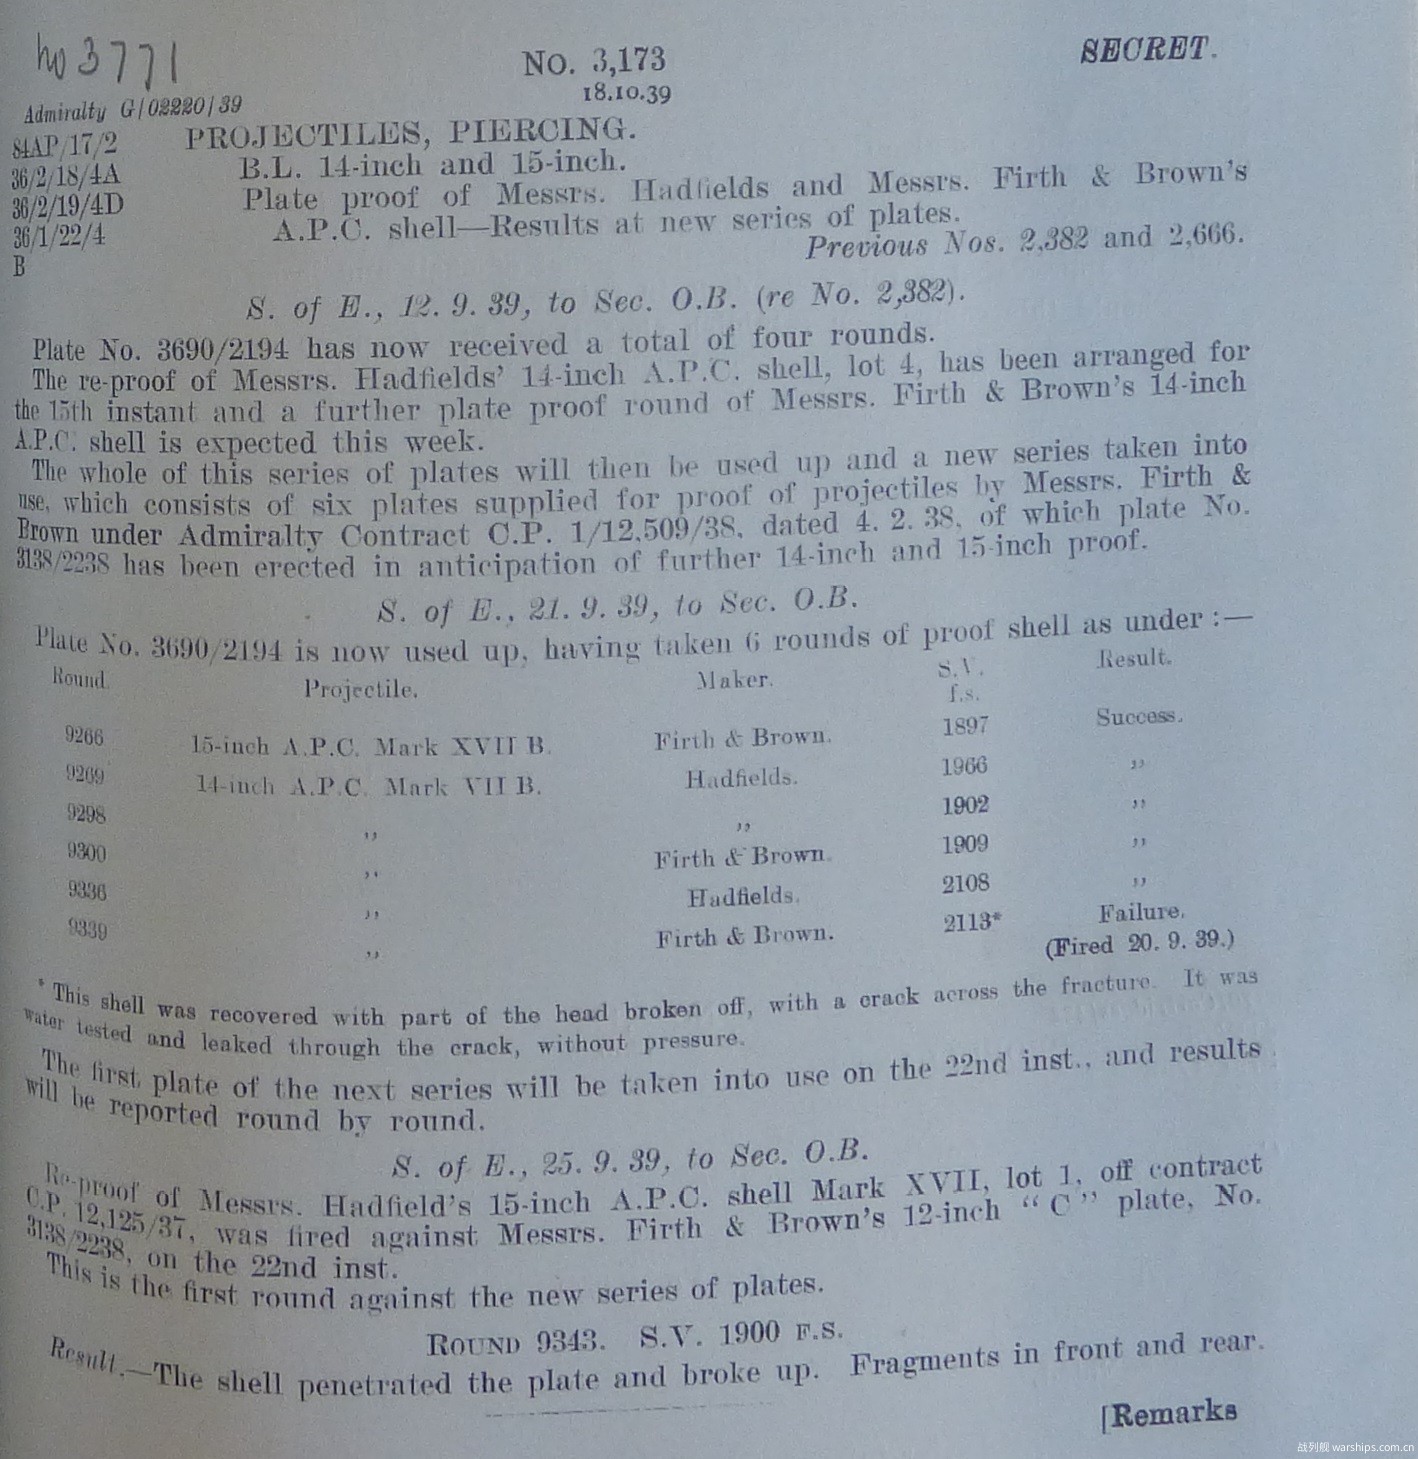 no 3771
No. 3,173
SECRET.
18.10.39
Admiralty G/02220/39
84AP/17/2
36/2/18/4A
36/2/19/4D
36/1/22/4
B
PROJECTILES, PIERCING.
B.L. 14-inch and 15-inch.
Plate proof of Messrs. Hadfields and Messrs. Firth & Brown's
A.P.C. shell—Results at new series of plates.
Previous Nos. 2,382 and 2,666.
S. of E., 12. 9. 39, to Sec. O.B. (re No. 2,382).
Plate No. 3690/2194 has now received a total of four rounds.
The re-proof of Messrs. Hadfields' 14-inch A.P.C. shell, lot 4, has been arranged for
the 15th instant and a further plate proof round of Messrs. Firth & Brown's 14-inch
A.P.C. shell is expected this week.
The whole of this series of plates will then be used up and a new series taken into
use, which consists of six plates supplied for proof of projectiles by Messrs. Firth &
Brown under Admiralty Contract C.P. 1/12,509/38, dated 4. 2. 38, of which plate No.
3138/2238 has been erected in anticipation of further 14-inch and 15-inch proof.
S. of E., 21. 9. 39, to Sec. O.B.
Plate No. 3690/2194 is now used up, having taken 6 rounds of proof shell as under :—
Round. Projectile. Maker. S.V. f.s. Result.
9266 15-inch A.P.C. Mark XVII B. Firth & Brown. 1897 Success.
9269 14-inch A.P.C. Mark VII B. Hadfields. 1966 ,,
9298 ,, ,, 1902 ,,
9300 ,, Firth & Brown. 1909 ,,
9336 ,, Hadfields. 2108 ,,
9339 ,, Firth & Brown. 2113* Failure.
(Fired 20. 9. 39.)
* This shell was recovered with part of the head broken off, with a crack across the fracture. It was
water tested and leaked through the crack, without pressure.
The first plate of the next series will be taken into use on the 22nd inst., and results
will be reported round by round.
S. of E., 25. 9. 39, to Sec. O.B.
Re-proof of Messrs. Hadfield's 15-inch A.P.C. shell Mark XVII, lot 1, off contract
C.P. 12,125/37, was fired against Messrs. Firth & Brown's 12-inch “C” plate, No.
3138/2238, on the 22nd inst.
This is the first round against the new series of plates.
ROUND 9343. S.V. 1900 F.S.
Result.—The shell penetrated the plate and broke up. Fragments in front and rear.
[Remarks
战列舰 warships.com.cn